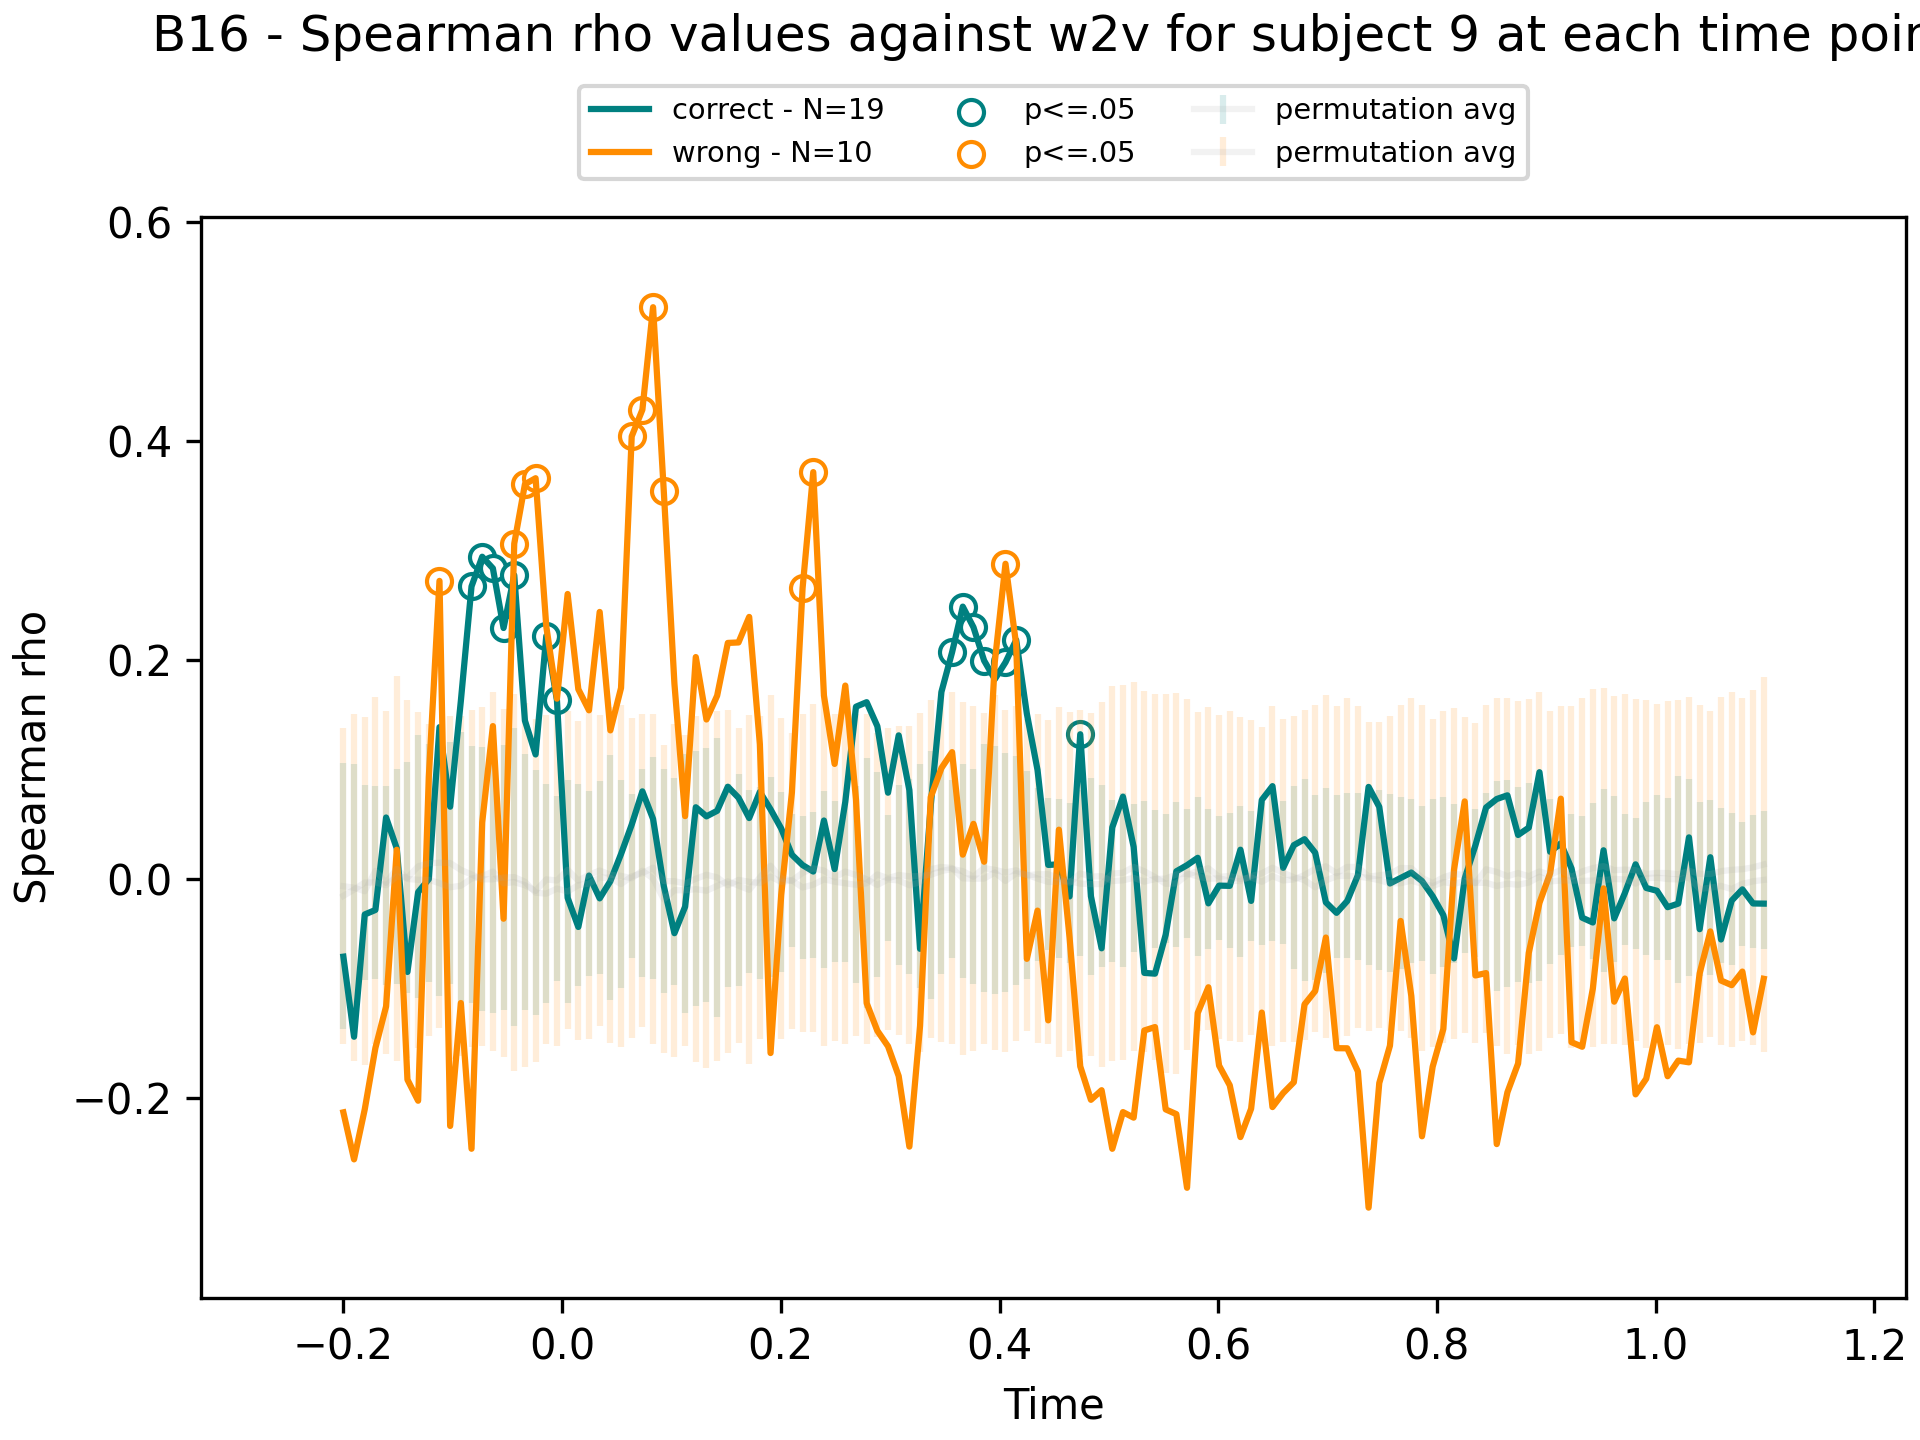 B16 - Spearman rho values against w2v for subject 9 at each time poin
correct - N=19
wrong - N=10
p<=.05
p<=.05
permutation avg
permutation avg
0.6
0.4
0.2
0.0
−0.2
Spearman rho
−0.2 0.0 0.2 0.4 0.6 0.8 1.0 1.2
Time